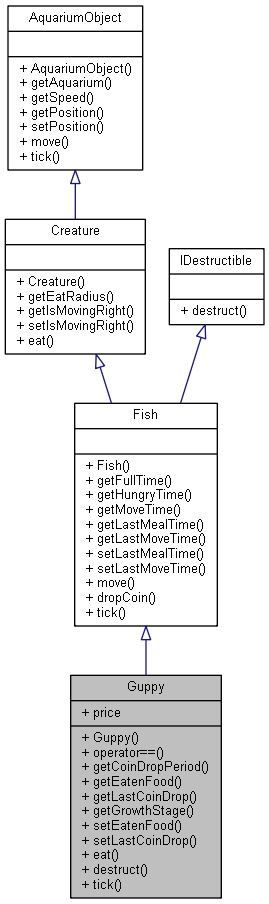 AquariumObject
+ AquariumObject()
+ getAquarium()
+ getSpeed()
+ getPosition()
+ setPosition()
+ move()
+ tick()
Creature
+ Creature()
+ getEatRadius()
+ getIsMovingRight()
+ setIsMovingRight()
+ eat()
IDestructible
+ destruct()
Fish
+ Fish()
+ getFullTime()
+ getHungryTime()
+ getMoveTime()
+ getLastMealTime()
+ getLastMoveTime()
+ setLastMealTime()
+ setLastMoveTime()
+ move()
+ dropCoin()
+ tick()
Guppy
+ price
+ Guppy()
+ operator==()
+ getCoinDropPeriod()
+ getEatenFood()
+ getLastCoinDrop()
+ getGrowthStage()
+ setEatenFood()
+ setLastCoinDrop()
+ eat()
+ destruct()
+ tick()